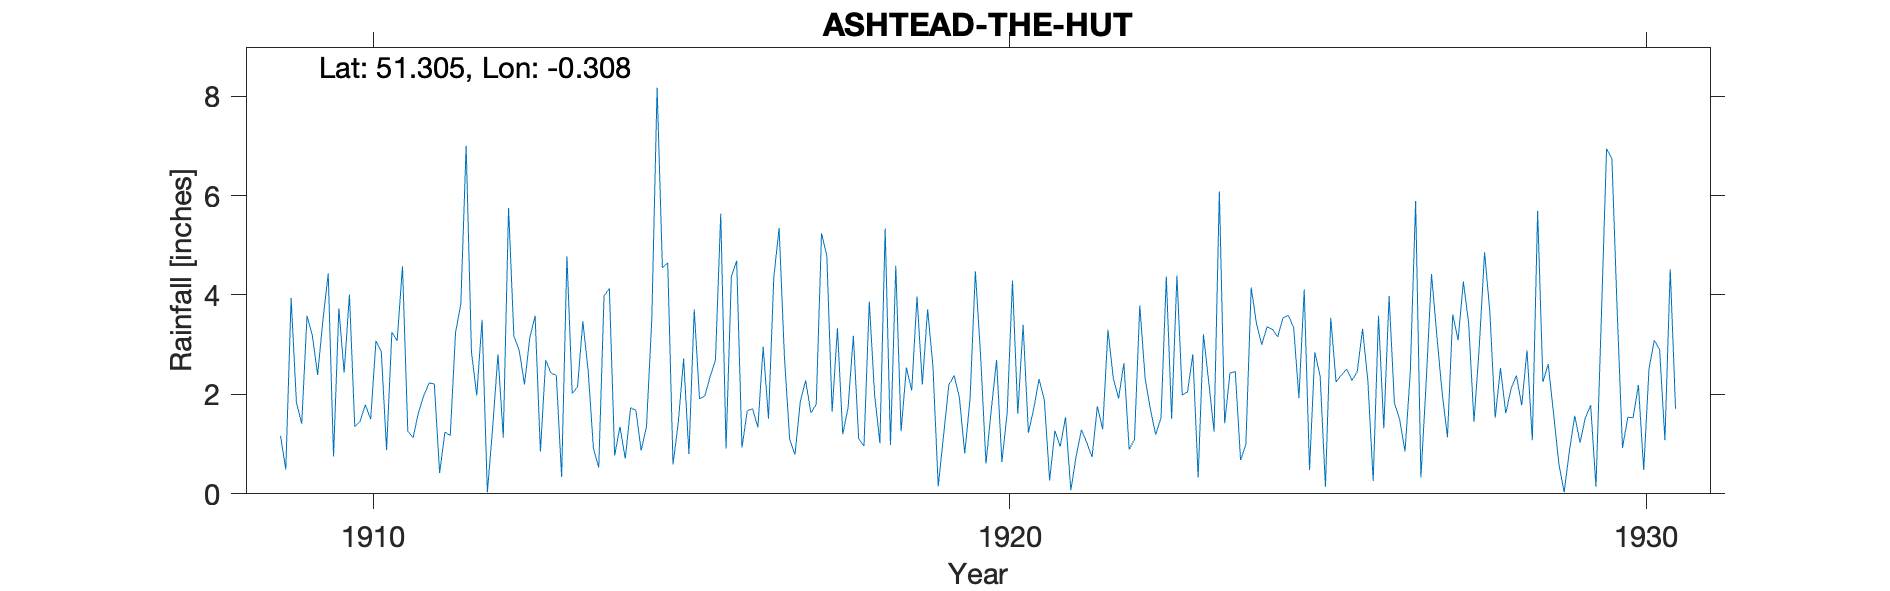 ASHTEAD-THE-HUT
Lat: 51.305, Lon: -0.308
Rainfall [inches]
8
6
4
2
0
1910
1920
1930
Year